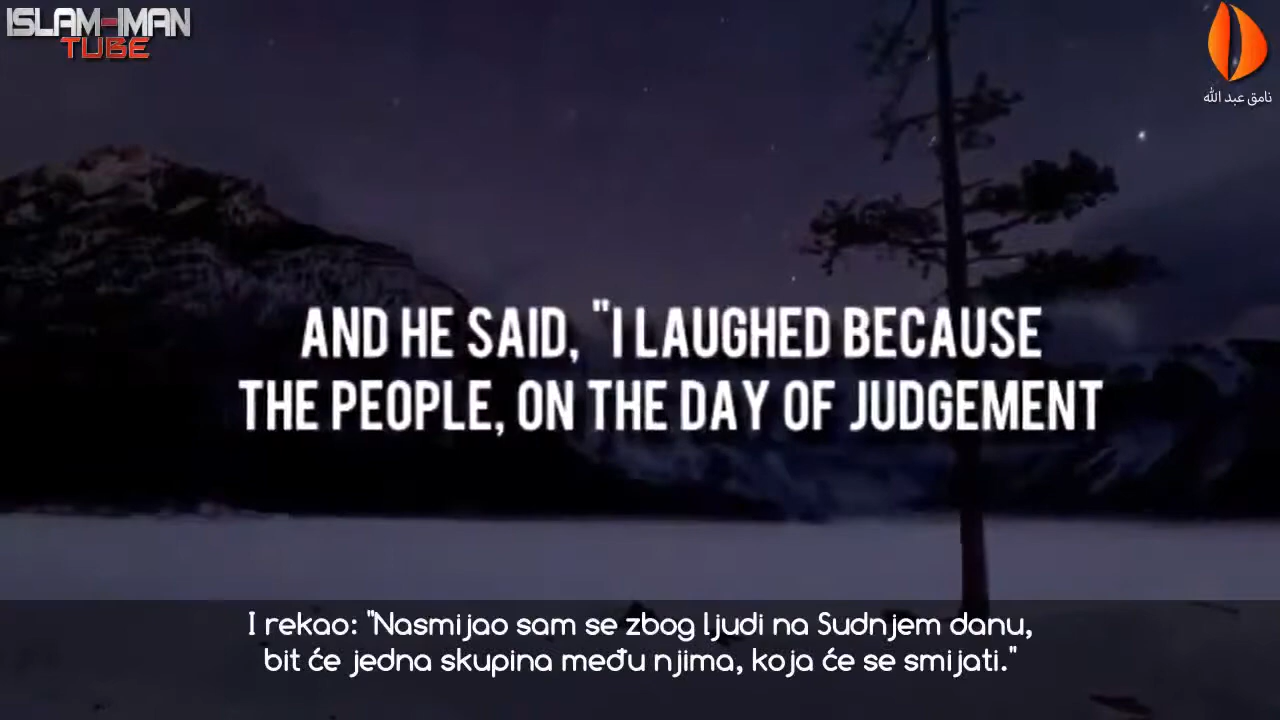 ISLAM-IMAN
TUBE
نامق عبد الله
AND HE SAID, "I LAUGHED BECAUSE
THE PEOPLE, ON THE DAY OF JUDGEMENT
I rekao: "Nasmijao sam se zbog ljudi na Sudnjem danu,
bit će jedna skupina među njima, koja će se smijati."